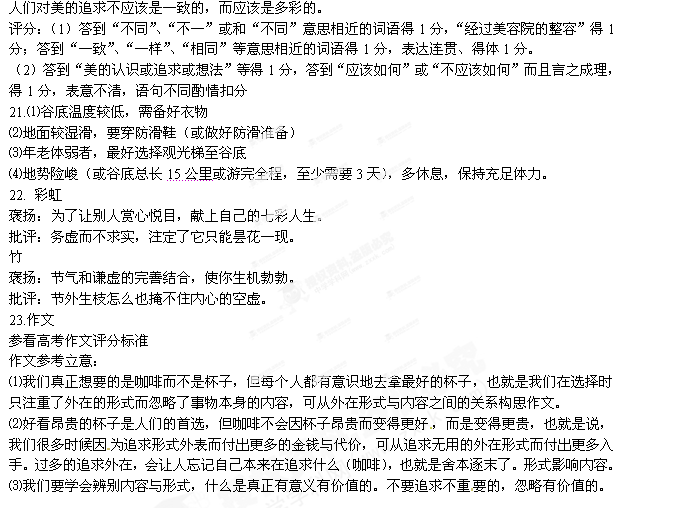 人们对美的追求不应该是一致的，而应该是多彩的。
评分：（1）答到“不同”、“不一”或和“不同”意思相近的词语得 1 分，“经过美容院的整容”得 1
分；答到“一致”、“一样”、“相同”等意思相近的词语得 1 分，表达连贯、得体 1 分。
（2）答到“美的认识或追求或想法”等得 1 分，答到“应该如何”或“不应该如何”而且言之成理，
得 1 分，表意不清，语句不同酌情扣分
21.⑴谷底温度较低，需备好衣物
⑵地面较湿滑，要穿防滑鞋（或做好防滑准备）
⑶年老体弱者，最好选择观光梯至谷底
⑷地势险峻（或谷底总长 15 公里或游完全程，至少需要 3 天），多休息，保持充足体力。
22. 彩虹
褒扬：为了让别人赏心悦目，献上自己的七彩人生。
批评：务虚而不求实，注定了它只能昙花一现。
竹
褒扬：节气和谦虚的完善结合，使你生机勃勃。
批评：节外生枝怎么也掩不住内心的空虚。
23.作文
参看高考作文评分标准
作文参考立意：
⑴我们真正想要的是咖啡而不是杯子，但每个人都有意识地去拿最好的杯子，也就是我们在选择时
只注重了外在的形式而忽略了事物本身的内容，可从外在形式与内容之间的关系构思作文。
⑵好看昂贵的杯子是人们的首选，但咖啡不会因杯子昂贵而变得更好，而是变得更贵，也就是说，
我们很多时候因为追求形式外表而付出更多的金钱与代价，可从追求无用的外在形式而付出更多入
手。过多的追求外在，会让人忘记自己本来在追求什么（咖啡），也就是舍本逐末了。形式影响内容。
⑶我们要学会辨别内容与形式，什么是真正有意义有价值的。不要追求不重要的，忽略有价值的。